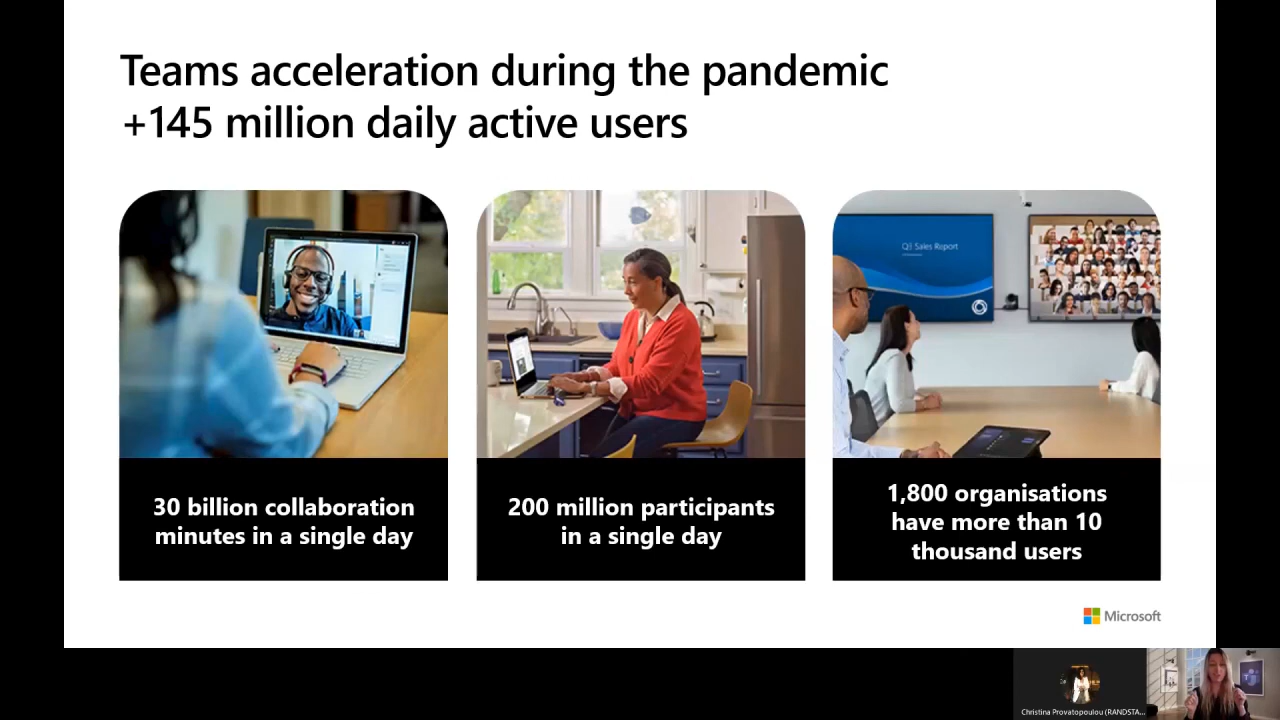 Teams acceleration during the pandemic
+145 million daily active users
Sales Report
30 billion collaboration
minutes in a single day
200 million participants
in a single day
1,800 organisations
have more than 10
thousand users
Microsoft
Christina Provatopoulou (RANDSTA...